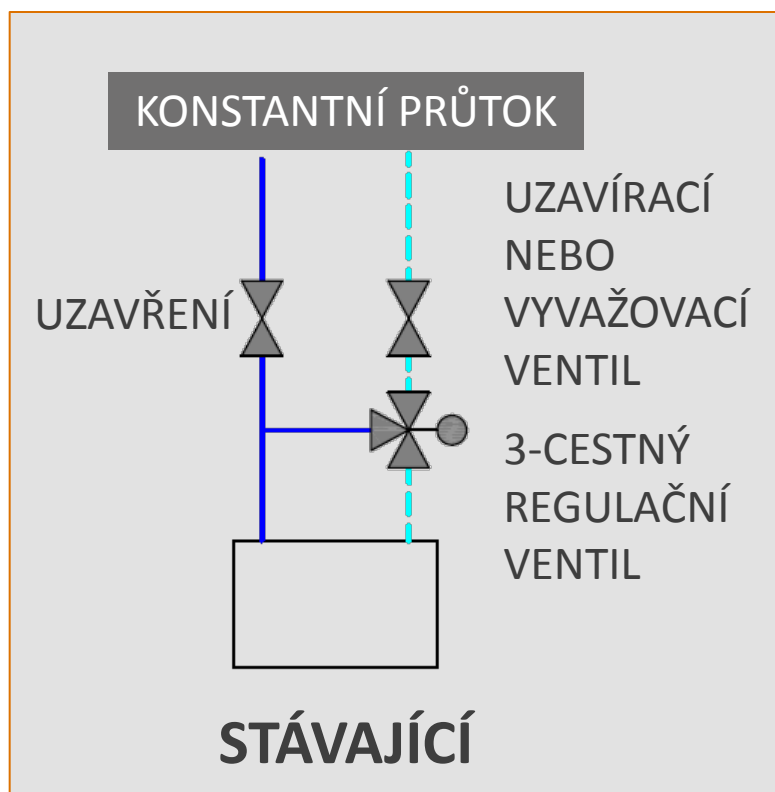 KONSTANTNÍ PRŮTOK
UZAVŘENÍ
UZAVÍRACÍ
NEBO
VYVAŽOVACÍ
VENTIL
3-CESTNÝ
REGULAČNÍ
VENTIL
STÁVAJÍCÍ